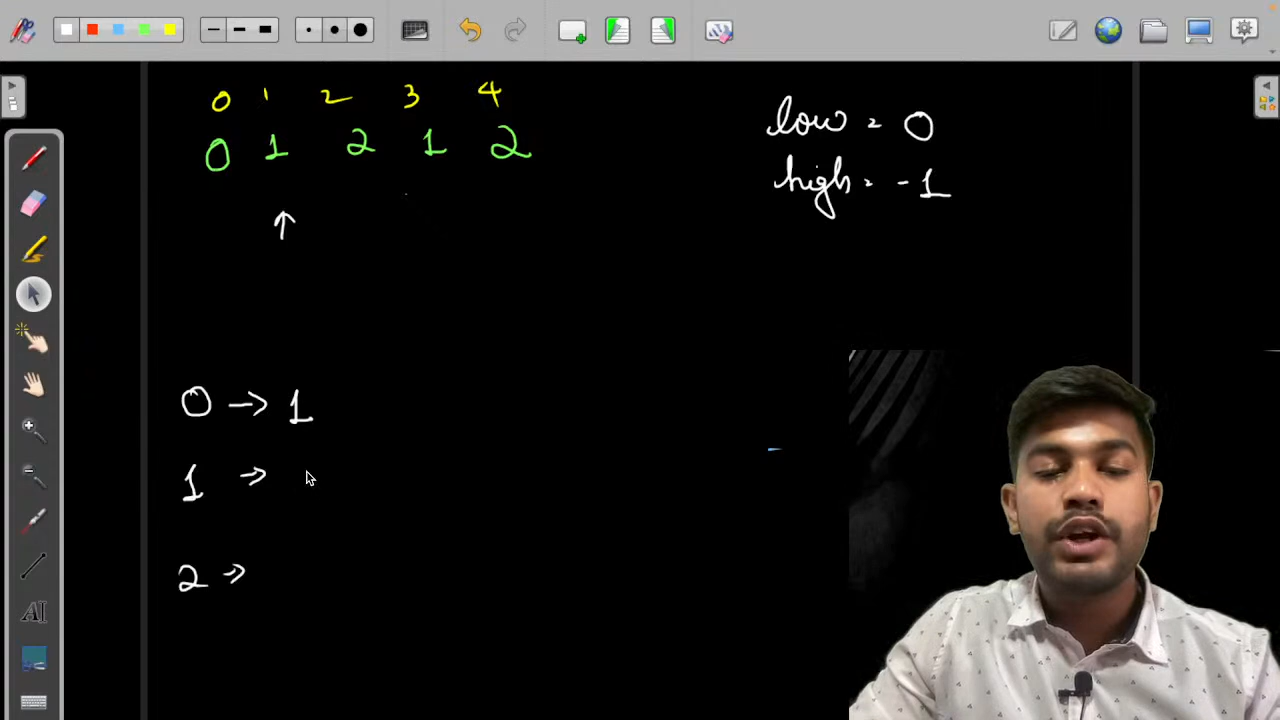 0 1 2 3 4
0 1 2 1 2
low = 0
high = -1
↑
0 → 1
1 →
2 →